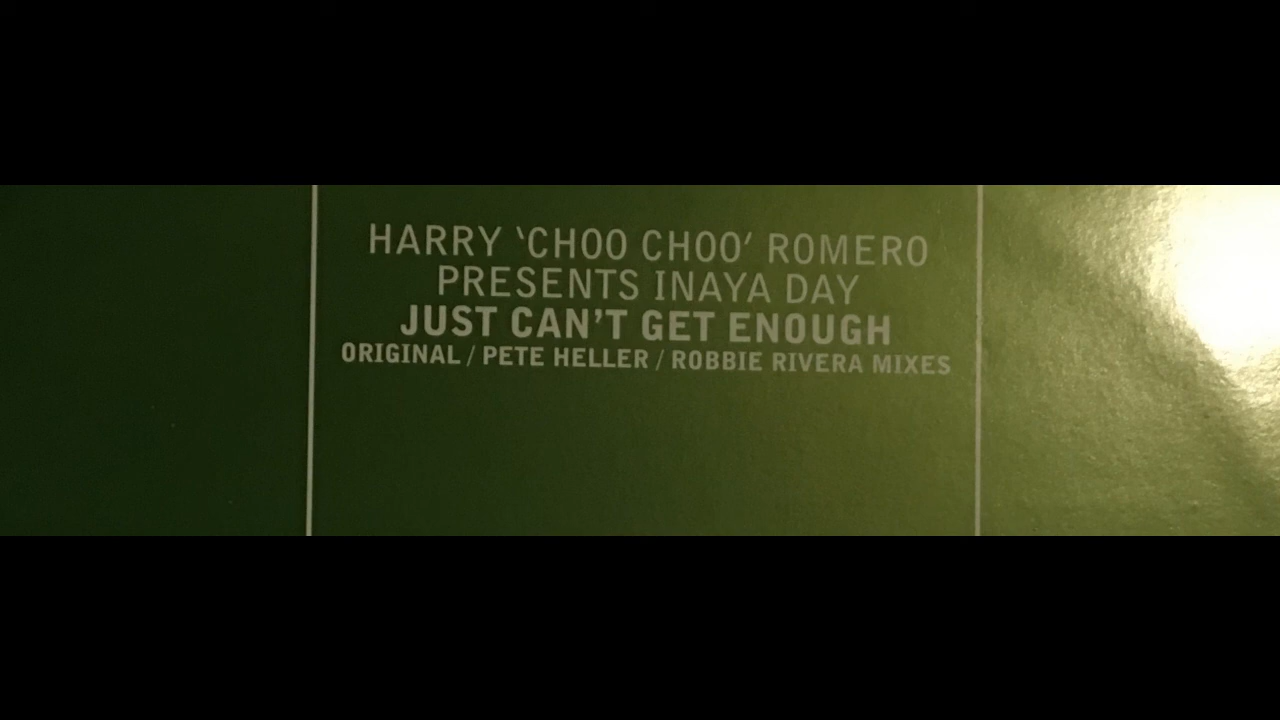 HARRY ‘CHOO CHOO’ ROMERO
PRESENTS INAYA DAY
JUST CAN’T GET ENOUGH
ORIGINAL / PETE HELLER / ROBBIE RIVERA MIXES